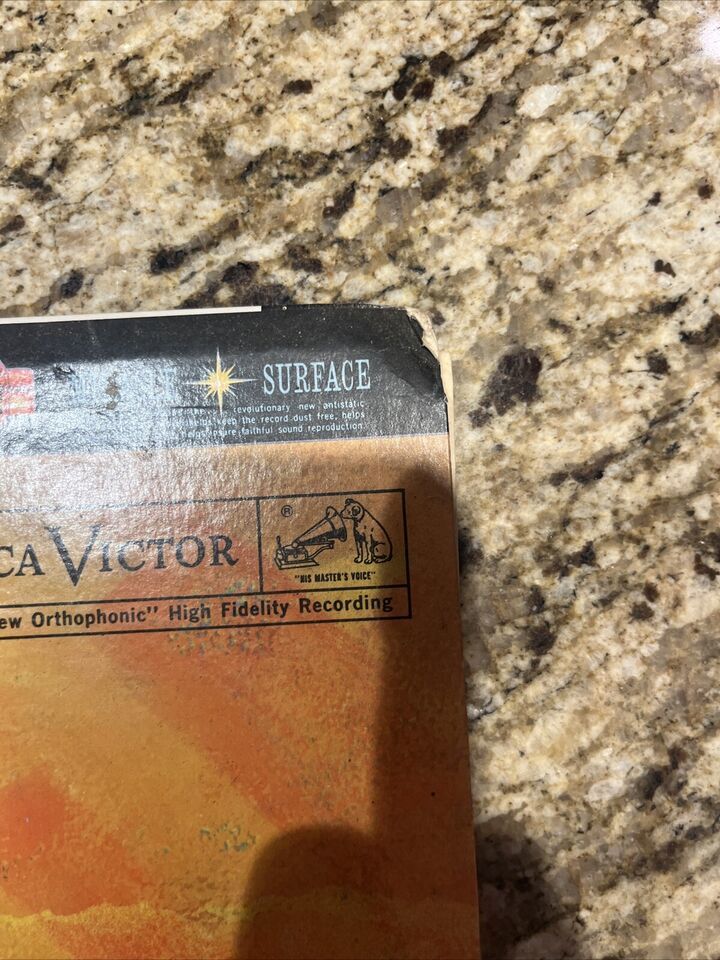 SURFACE
revolutionary new antistatic
keep the record dust free, helps
faithful sound reproduction
CA VICTOR
®
"HIS MASTER'S VOICE"
ew Orthophonic" High Fidelity Recording